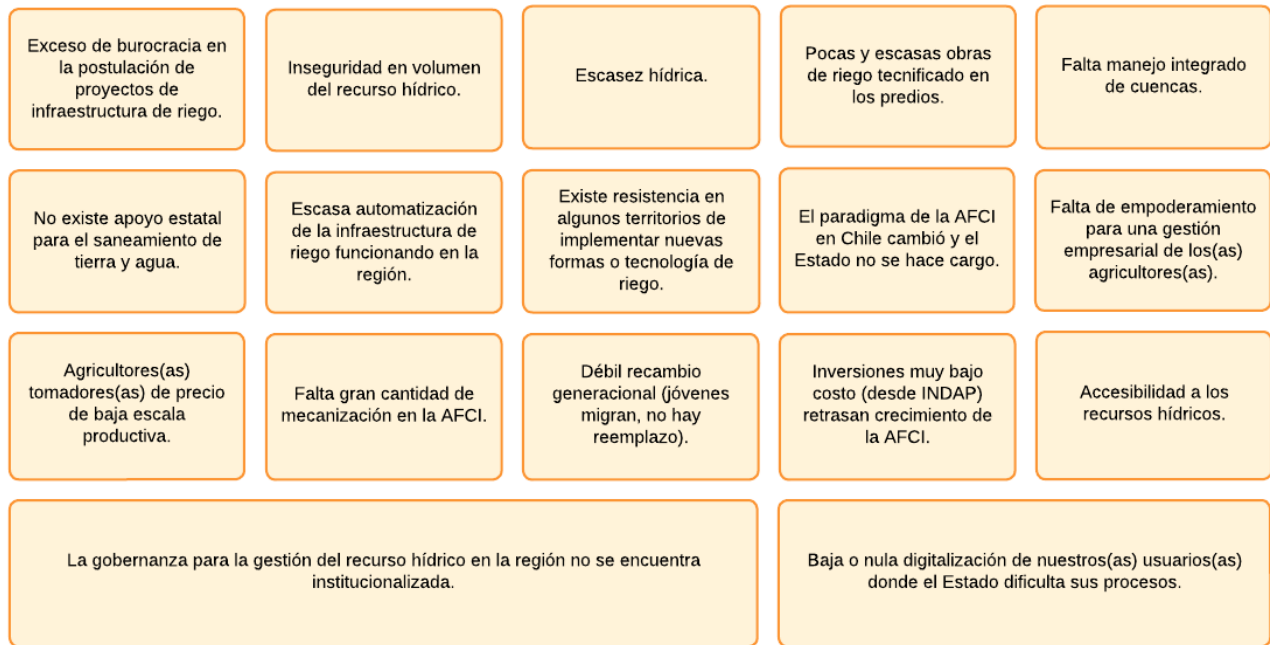 Exceso de burocracia en
la postulación de
proyectos de
infraestructura de riego.
Inseguridad en volumen
del recurso hídrico.
Escasez hídrica.
Pocas y escasas obras
de riego tecnificado en
los predios.
Falta manejo integrado
de cuencas.
No existe apoyo estatal
para el saneamiento de
tierra y agua.
Escasa automatización
de la infraestructura de
riego funcionando en la
región.
Existe resistencia en
algunos territorios de
implementar nuevas
formas o tecnología de
riego.
El paradigma de la AFCI
en Chile cambió y el
Estado no se hace cargo.
Falta de empoderamiento
para una gestión
empresarial de los(as)
agricultores(as).
Agricultores(as)
tomadores(as) de precio
de baja escala
productiva.
Falta gran cantidad de
mecanización en la AFCI.
Débil recambio
generacional (jóvenes
migran, no hay
reemplazo).
Inversiones muy bajo
costo (desde INDAP)
retrasan crecimiento de
la AFCI.
Accesibilidad a los
recursos hídricos.
La gobernanza para la gestión del recurso hídrico en la región no se encuentra
institucionalizada.
Baja o nula digitalización de nuestros(as) usuarios(as)
donde el Estado dificulta sus procesos.